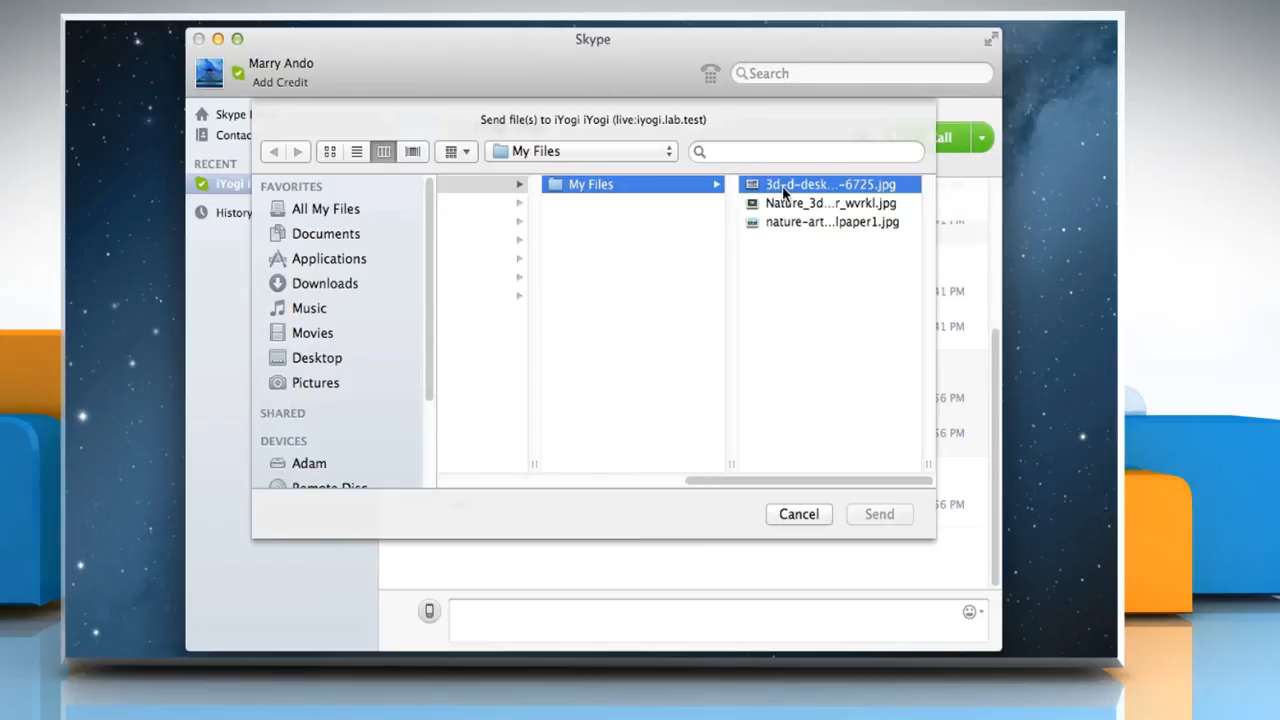 Skype
Marry Ando
Add Credit
Search
Skype
Contac
RECENT
iYogi i
History
Send file(s) to iYogi iYogi (live:iyogi.lab.test)
My Files
all
FAVORITES
All My Files
Documents
Applications
Downloads
Music
Movies
Desktop
Pictures
SHARED
DEVICES
Adam
Remote Disc
My Files
3d-d-desk...-6725.jpg
Nature_3d...r_wvrkl.jpg
nature-art...lpaper1.jpg
41 PM
41 PM
56 PM
56 PM
56 PM
Cancel
Send